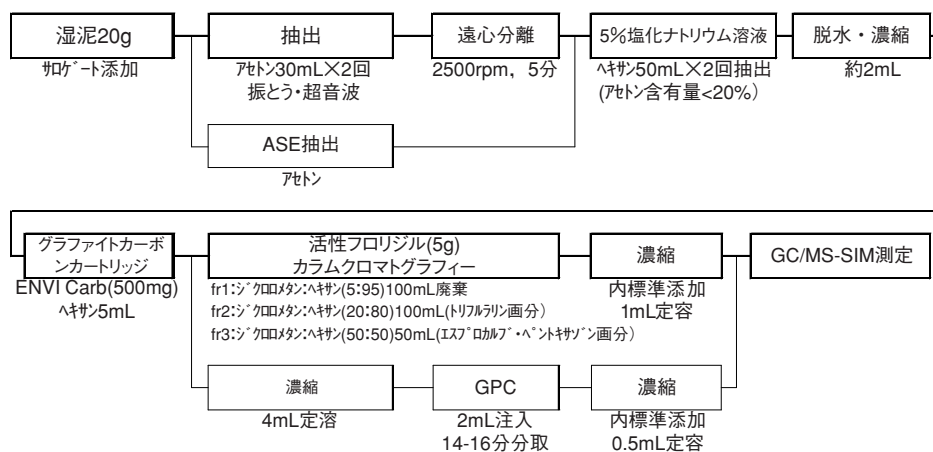 湿泥20g
ｻﾛｹﾞｰﾄ添加
抽出
ｱｾﾄﾝ30mL×2回
振とう・超音波
遠心分離
2500rpm，5分
5%塩化ナトリウム溶液
ﾍｷｻﾝ50mL×2回抽出
(ｱｾﾄﾝ含有量<20%）
脱水・濃縮
約2mL
ASE抽出
ｱｾﾄﾝ
グラファイトカーボ
ンカートリッジ
ENVI Carb(500mg)
ﾍｷｻﾝ5mL
活性フロリジル(5g)
カラムクロマトグラフィー
fr1:ｼﾞｸﾛﾛﾒﾀﾝ:ﾍｷｻﾝ(5:95)100mL廃棄
fr2:ｼﾞｸﾛﾛﾒﾀﾝ:ﾍｷｻﾝ(20:80)100mL(ﾄﾘﾌﾙﾗﾘﾝ画分）
fr3:ｼﾞｸﾛﾛﾒﾀﾝ:ﾍｷｻﾝ(50:50)50mL(ｴｽﾌﾟﾛｶﾙﾌﾞ・ﾍﾟﾝﾄｷｻｿﾞﾝ画分）
濃縮
内標準添加
1mL定容
GC/MS-SIM測定
濃縮
4mL定溶
GPC
2mL注入
14-16分分取
濃縮
内標準添加
0.5mL定容